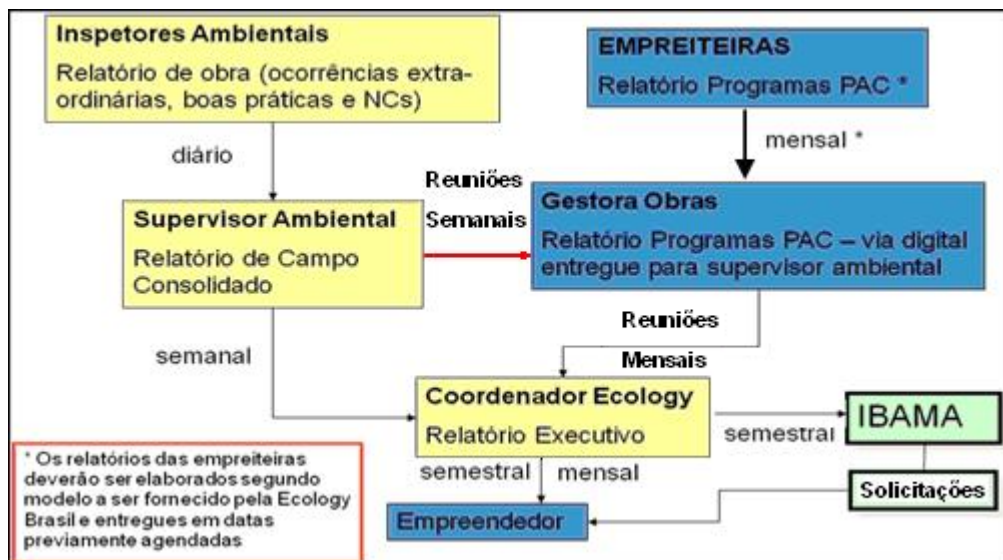 Inspetores Ambientais
Relatório de obra (ocorrências extra-
ordinárias, boas práticas e NCs)
EMPREITEIRAS
Relatório Programas PAC *
diário
mensal *
Reuniões
Semanais
Supervisor Ambiental
Relatório de Campo
Consolidado
Gestora Obras
Relatório Programas PAC – via digital
entregue para supervisor ambiental
semanal
Reuniões
Mensais
Coordenador Ecology
Relatório Executivo
semestral
IBAMA
semestral mensal
Solicitações
Empreendedor
* Os relatórios das empreiteiras
deverão ser elaborados segundo
modelo a ser fornecido pela Ecology
Brasil e entregues em datas
previamente agendadas